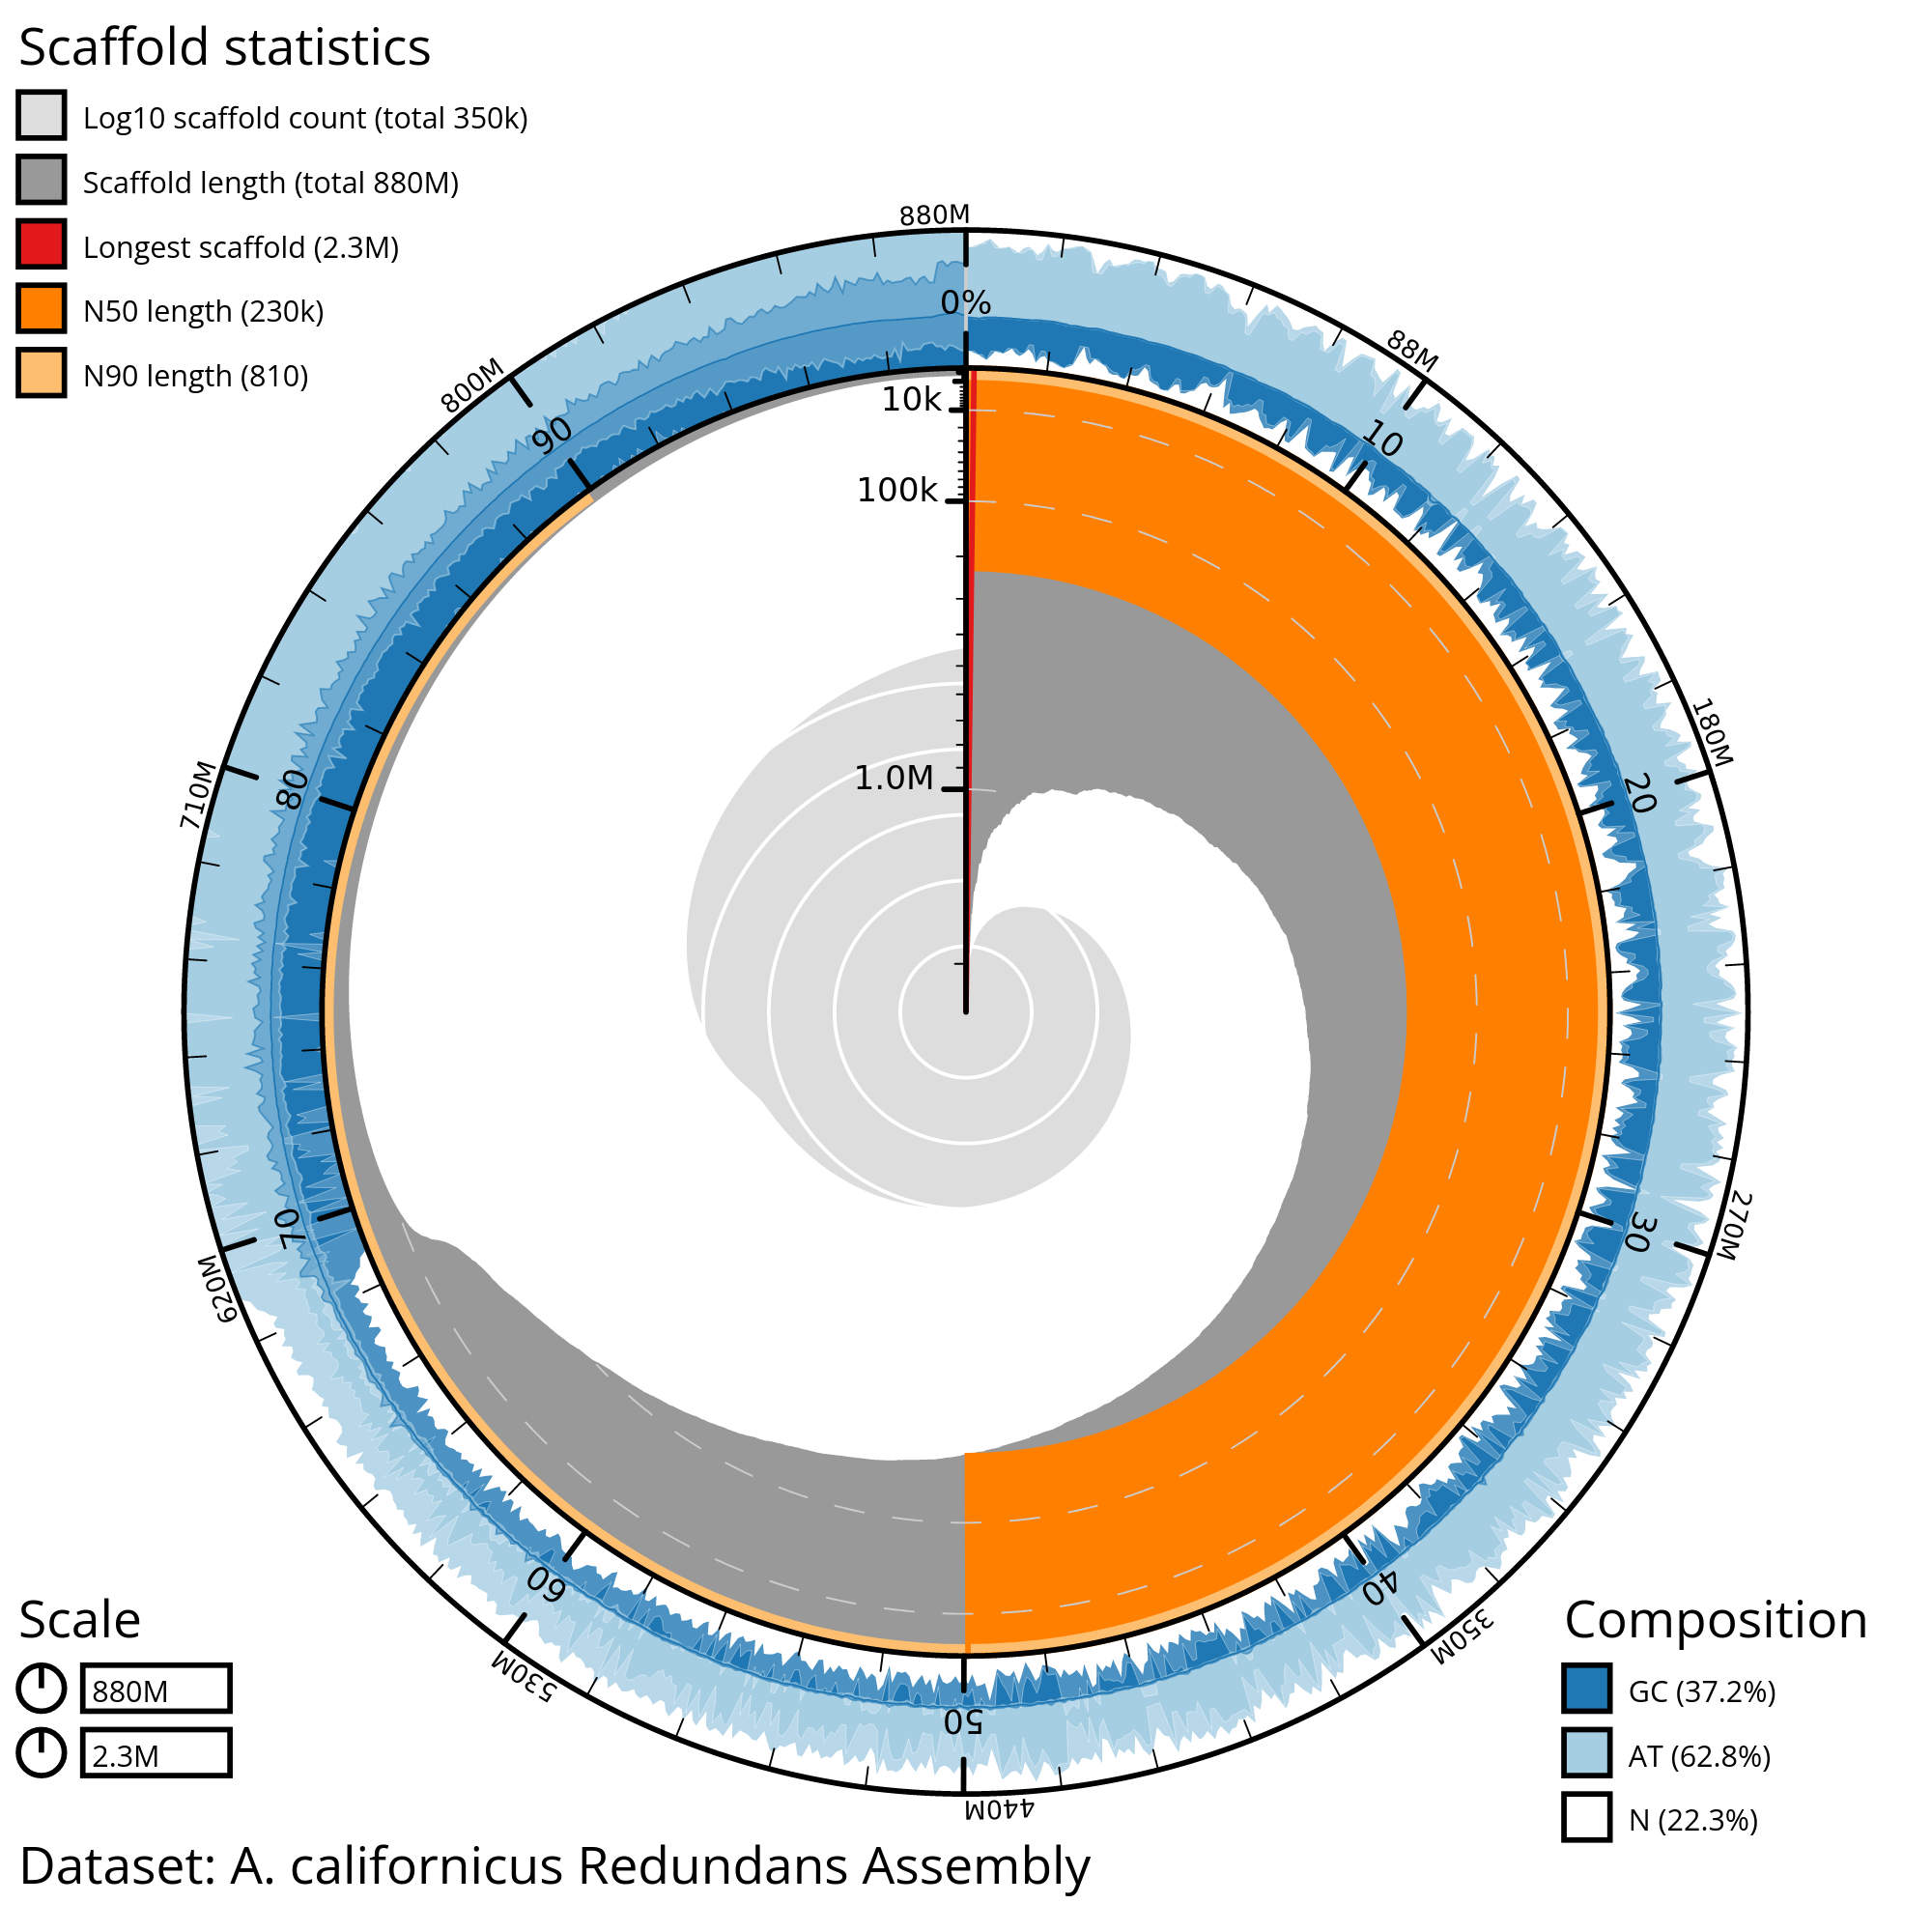 Scaffold statistics
Log10 scaffold count (total 350k)
Scaffold length (total 880M)
Longest scaffold (2.3M)
N50 length (230k)
N90 length (810)
880M
0%
88M
10
180M
20
270M
30
350M
40
440M
50
530M
60
620M
70
710M
80
800M
90
10k
100k
1.0M
Scale
880M
2.3M
Composition
GC (37.2%)
AT (62.8%)
N (22.3%)
Dataset: A. californicus Redundans Assembly